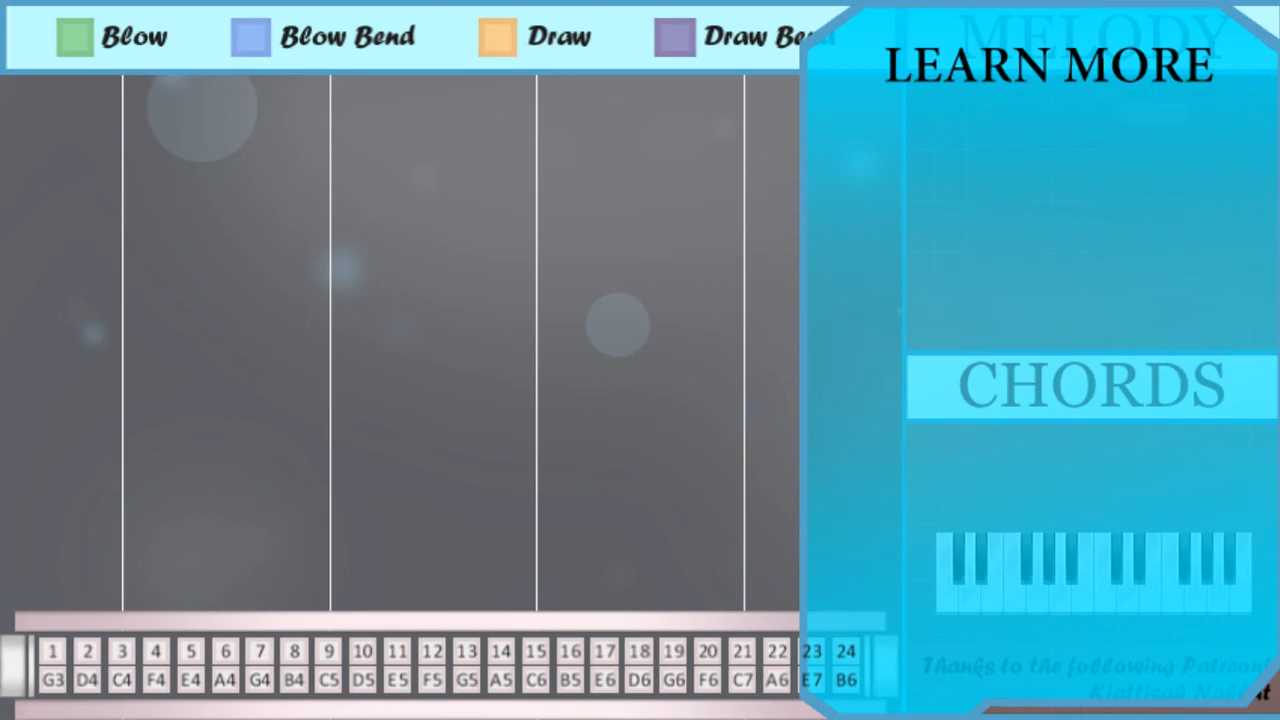 Blow Blow Bend Draw Draw Bend
MELODY
LEARN MORE
CHORDS
1 2 3 4 5 6 7 8 9 10 11 12 13 14 15 16 17 18 19 20 21 22 23 24
G3 D4 C4 F4 E4 A4 G4 B4 C5 D5 E5 F5 G5 A5 C6 B5 E6 D6 G6 F6 C7 A6 E7 B6
Thanks to the following Patreon